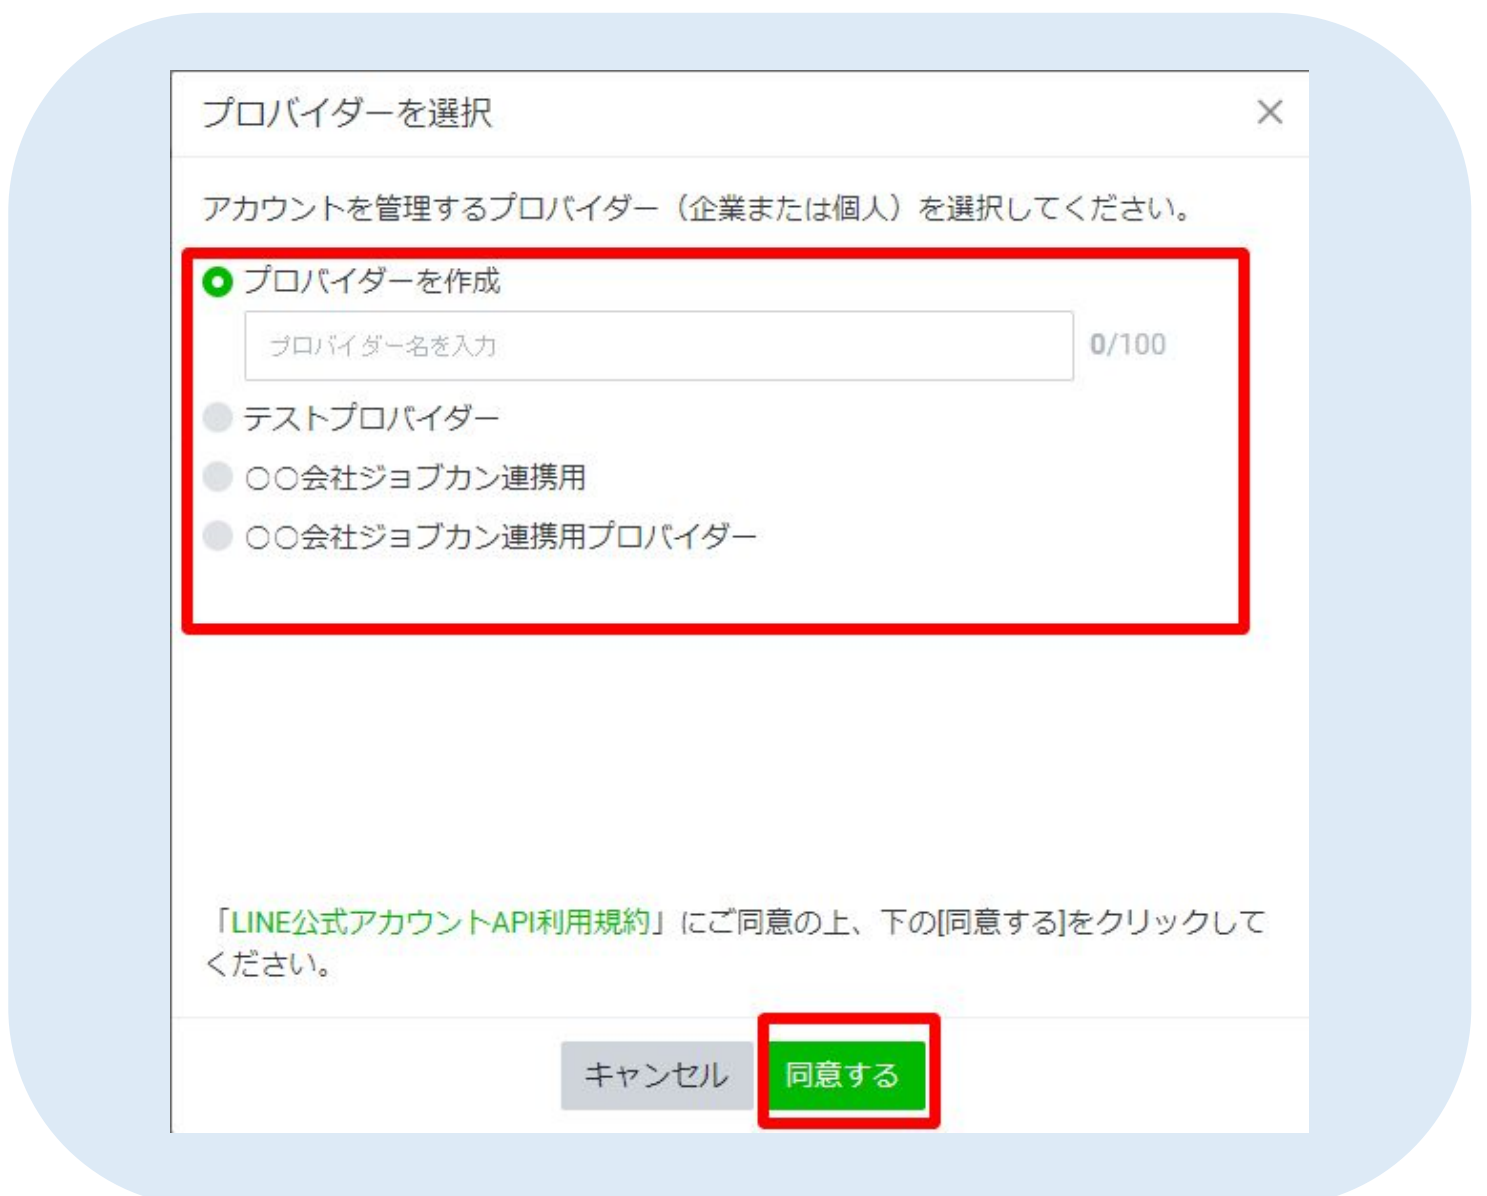 プロバイダーを選択
アカウントを管理するプロバイダー（企業または個人）を選択してください。
プロバイダーを作成
プロバイダー名を入力
0/100
テストプロバイダー
〇〇会社ジョブカン連携用
〇〇会社ジョブカン連携用プロバイダー
「LINE公式アカウントAPI利用規約」にご同意の上、下の[同意する]をクリックして
ください。
キャンセル
同意する